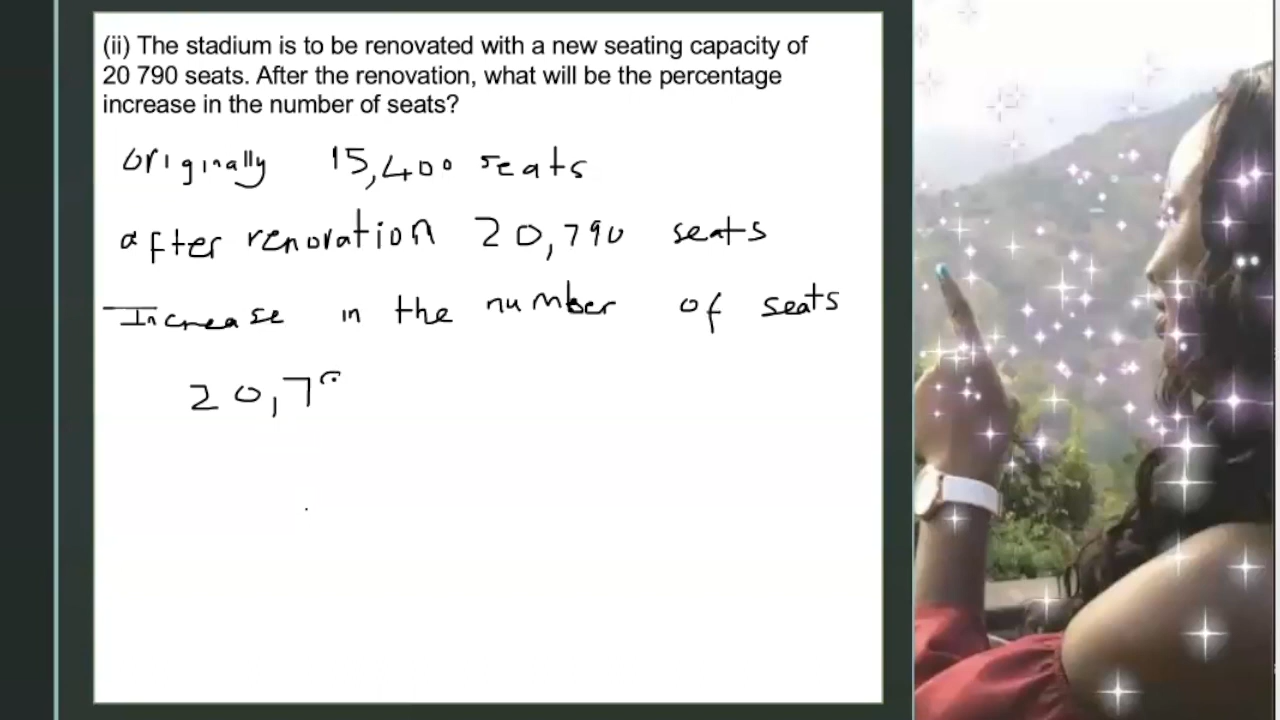 (ii) The stadium is to be renovated with a new seating capacity of
20 790 seats. After the renovation, what will be the percentage
increase in the number of seats?
originally 15,400 seats
after renovation 20,790 seats
Increase in the number of seats
20,7